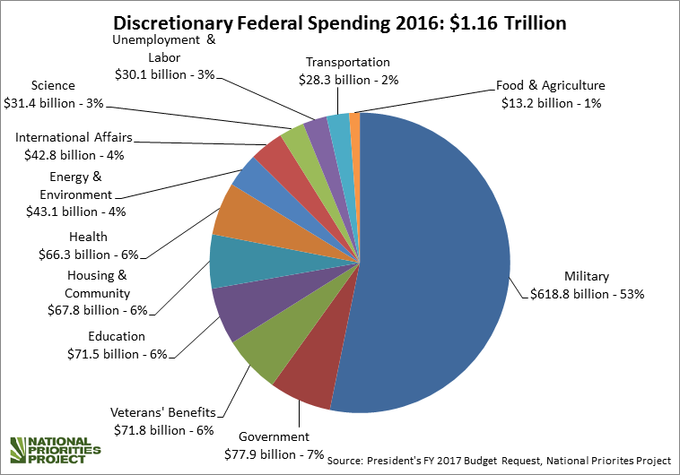 Discretionary Federal Spending 2016: $1.16 Trillion
Unemployment &
Labor
$30.1 billion - 3%
Transportation
$28.3 billion - 2%
Food & Agriculture
$13.2 billion - 1%
Science
$31.4 billion - 3%
International Affairs
$42.8 billion - 4%
Energy &
Environment
$43.1 billion - 4%
Health
$66.3 billion - 6%
Housing &
Community
$67.8 billion - 6%
Education
$71.5 billion - 6%
Veterans' Benefits
$71.8 billion - 6%
Government
$77.9 billion - 7%
Military
$618.8 billion - 53%
NATIONAL
PRIORITIES
PROJECT
Source: President's FY 2017 Budget Request, National Priorites Project